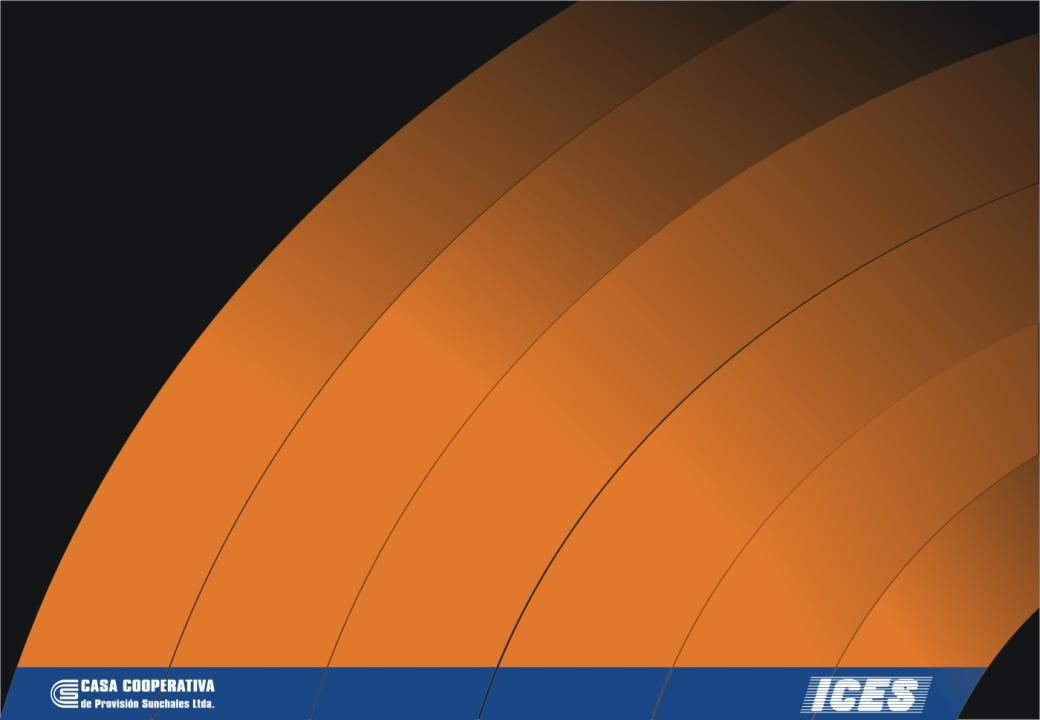 CASA COOPERATIVA
de Provisión Sunchales Ltda.
ICES